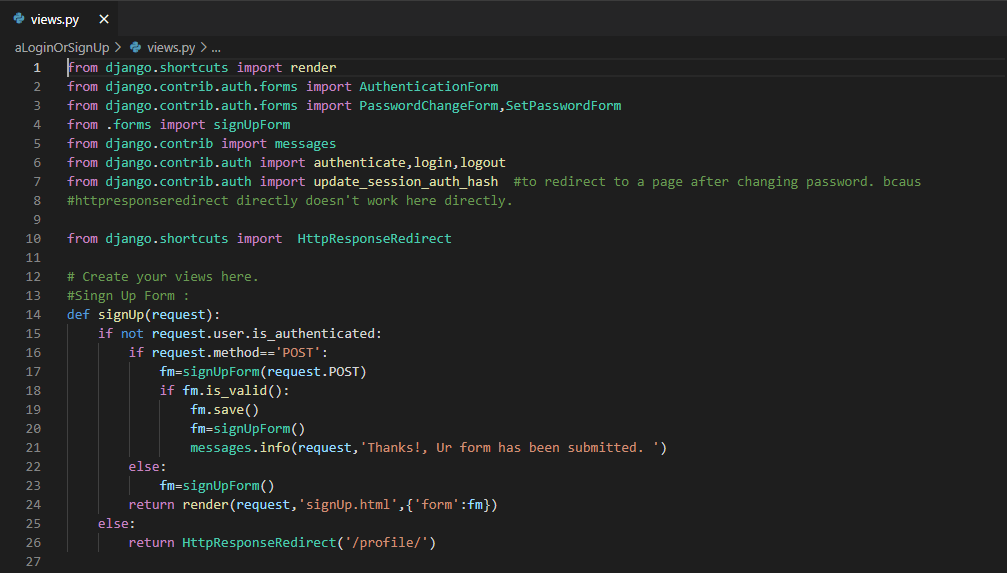 views.py ×
aLoginOrSignUp > views.py > ...
1 from django.shortcuts import render
2 from django.contrib.auth.forms import AuthenticationForm
3 from django.contrib.auth.forms import PasswordChangeForm,SetPasswordForm
4 from .forms import signUpForm
5 from django.contrib import messages
6 from django.contrib.auth import authenticate,login,logout
7 from django.contrib.auth import update_session_auth_hash  #to redirect to a page after changing password. bcaus
8 #httpresponseredirect directly doesn't work here directly.
9
10 from django.shortcuts import  HttpResponseRedirect
11
12 # Create your views here.
13 #Singn Up Form :
14 def signUp(request):
15     if not request.user.is_authenticated:
16         if request.method=='POST':
17             fm=signUpForm(request.POST)
18             if fm.is_valid():
19                 fm.save()
20                 fm=signUpForm()
21                 messages.info(request,'Thanks!, Ur form has been submitted. ')
22         else:
23             fm=signUpForm()
24         return render(request,'signUp.html',{'form':fm})
25     else:
26         return HttpResponseRedirect('/profile/')
27